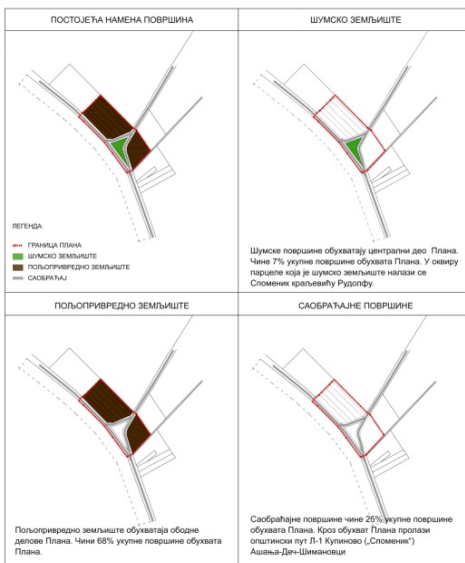 ПОСТОЈЕЋА НАМЕНА ПОВРШИНА
ЛЕГЕНДА:
ГРАНИЦА ПЛАНА
ШУМСКО ЗЕМЉИШТЕ
ПОЉОПРИВРЕДНО ЗЕМЉИШТЕ
САОБРАЋАЈ
ШУМСКО ЗЕМЉИШТЕ
Шумске површине обухватају централни део Плана.
Чине 7% укупне површине обухвата Плана. У оквиру
парцеле која је шумско земљиште налази се
Споменик краљевићу Рудолфу.
ПОЉОПРИВРЕДНО ЗЕМЉИШТЕ
Пољопривредно земљиште обухватаја ободне
делове Плана. Чини 68% укупне површине обухвата
Плана.
САОБРАЋАЈНЕ ПОВРШИНЕ
Саобраћајне површине чине 25% укупне површине
обухвата Плана. Кроз обухват Плана пролази
општински пут Л-1 Купиново („Споменик“)
Ашања-Деч-Шимановци